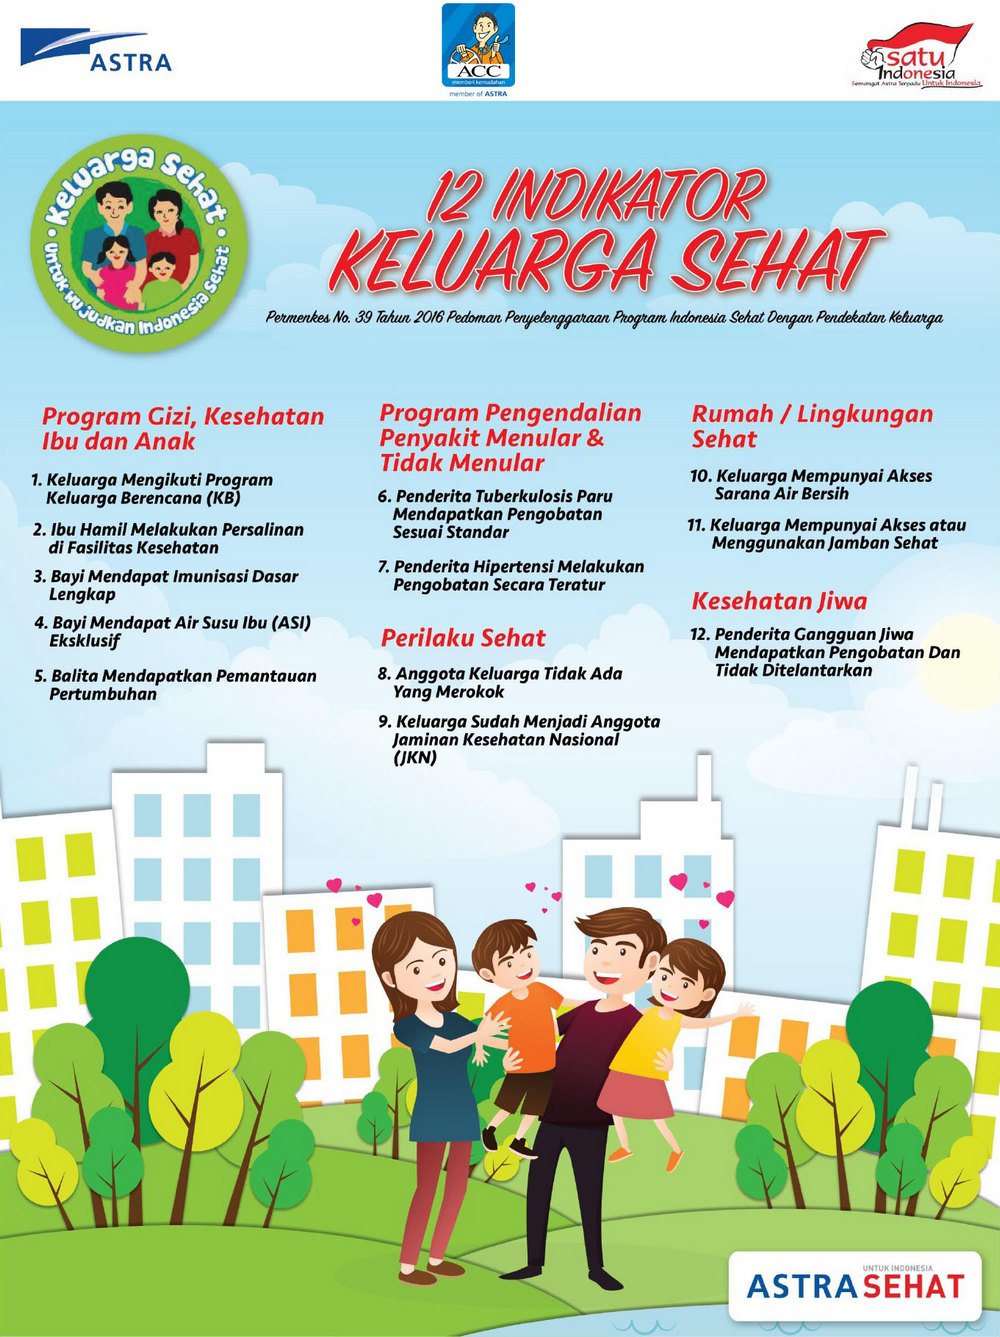 ASTRA
ACC
memberi kemudahan
member of ASTRA
satu
Indonesia
Semangat Astra Terpadu Untuk Indonesia
• Keluarga Sehat •
untuk wujudkan Indonesia sehat
12 INDIKATOR
KELUARGA SEHAT
Permenkes No. 39 Tahun 2016 Pedoman Penyelenggaraan Program Indonesia Sehat Dengan Pendekatan Keluarga
Program Gizi, Kesehatan
Ibu dan Anak
1. Keluarga Mengikuti Program
Keluarga Berencana (KB)
2. Ibu Hamil Melakukan Persalinan
di Fasilitas Kesehatan
3. Bayi Mendapat Imunisasi Dasar
Lengkap
4. Bayi Mendapat Air Susu Ibu (ASI)
Eksklusif
5. Balita Mendapatkan Pemantauan
Pertumbuhan
Program Pengendalian
Penyakit Menular &
Tidak Menular
6. Penderita Tuberkulosis Paru
Mendapatkan Pengobatan
Sesuai Standar
7. Penderita Hipertensi Melakukan
Pengobatan Secara Teratur
Perilaku Sehat
8. Anggota Keluarga Tidak Ada
Yang Merokok
9. Keluarga Sudah Menjadi Anggota
Jaminan Kesehatan Nasional
(JKN)
Rumah / Lingkungan
Sehat
10. Keluarga Mempunyai Akses
Sarana Air Bersih
11. Keluarga Mempunyai Akses atau
Menggunakan Jamban Sehat
Kesehatan Jiwa
12. Penderita Gangguan Jiwa
Mendapatkan Pengobatan Dan
Tidak Ditelantarkan
UNTUK INDONESIA
ASTRA SEHAT